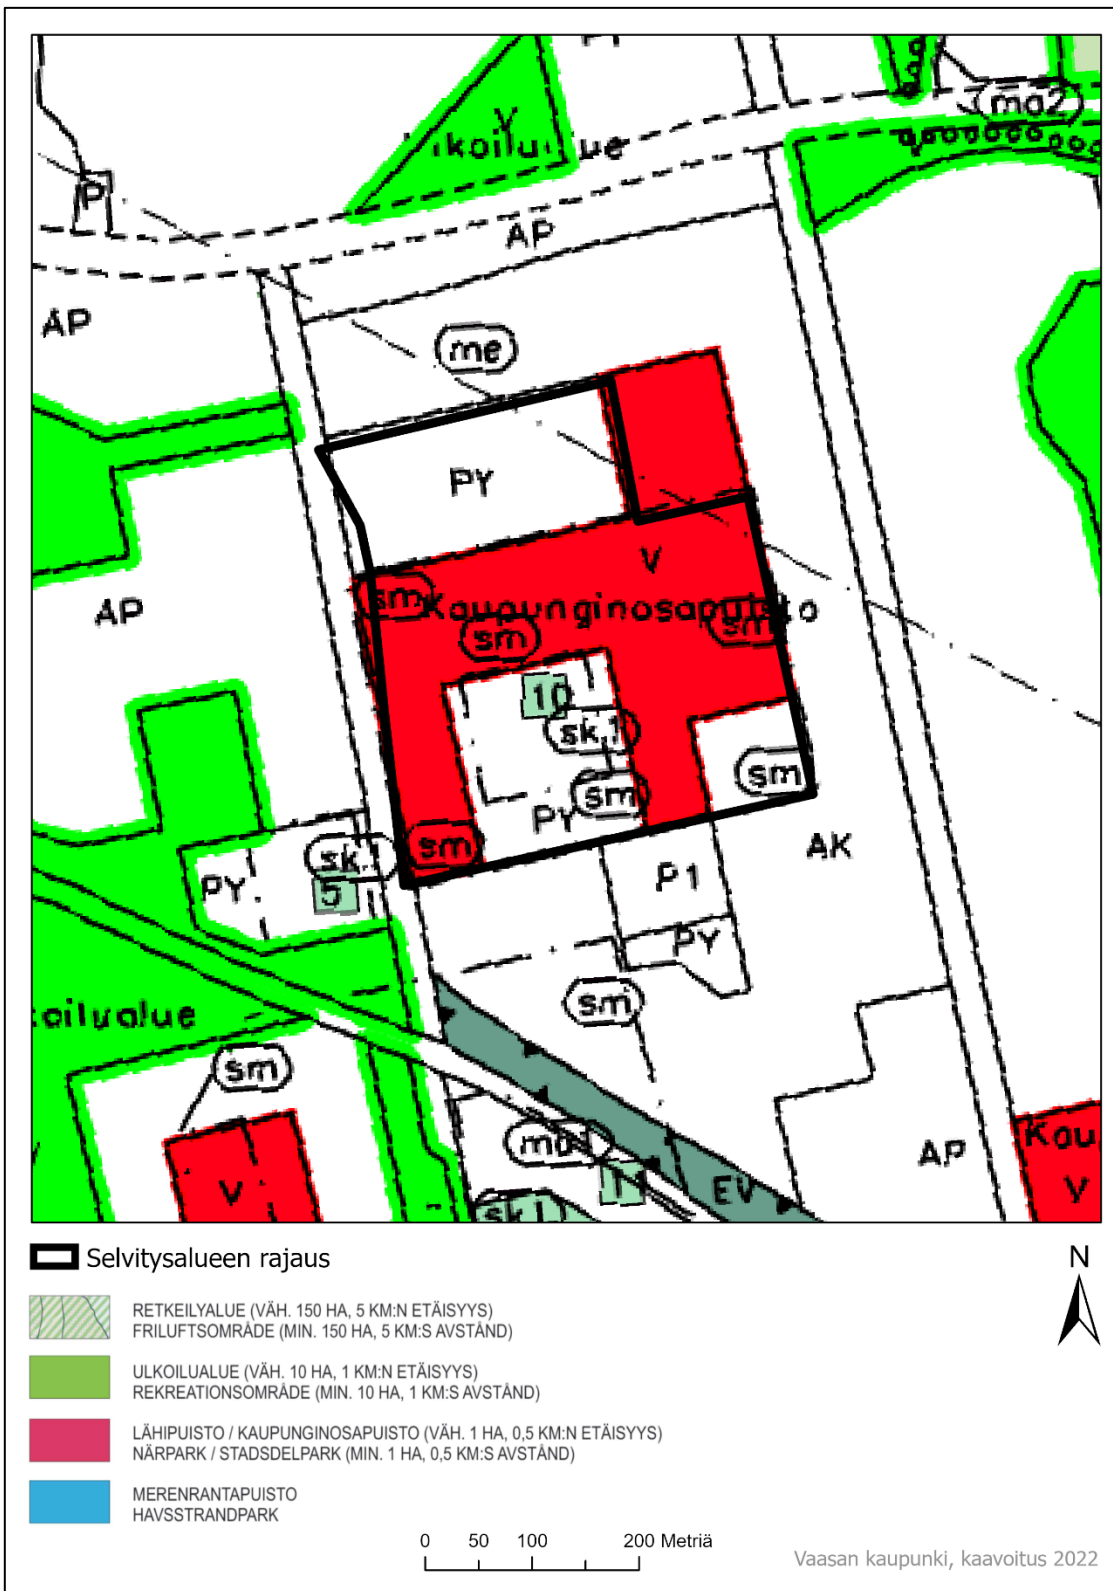 V
ma2
P
AP
AP
me
PY
V
sm
Kaupunginosapuisto
AP
sm
sm
10
sk 1
sm
sm
PY
sk
sm
AK
PY
5
P1
PY
sm
oilualue
sm
ma
AP
Kau
V
1
EV
V
sk1
Selvitysalueen rajaus
N
RETKEILYALUE (VÄH. 150 HA, 5 KM:N ETÄISYYS)
FRILUFTSOMRÅDE (MIN. 150 HA, 5 KM:S AVSTÅND)
ULKOILUALUE (VÄH. 10 HA, 1 KM:N ETÄISYYS)
REKREATIONSOMRÅDE (MIN. 10 HA, 1 KM:S AVSTÅND)
LÄHIPUISTO / KAUPUNGINOSAPUISTO (VÄH. 1 HA, 0,5 KM:N ETÄISYYS)
NÄRPARK / STADSDELPARK (MIN. 1 HA, 0,5 KM:S AVSTÅND)
MERENRANTAPUISTO
HAVSSTRANDPARK
0 50 100 200 Metriä
Vaasan kaupunki, kaavoitus 2022